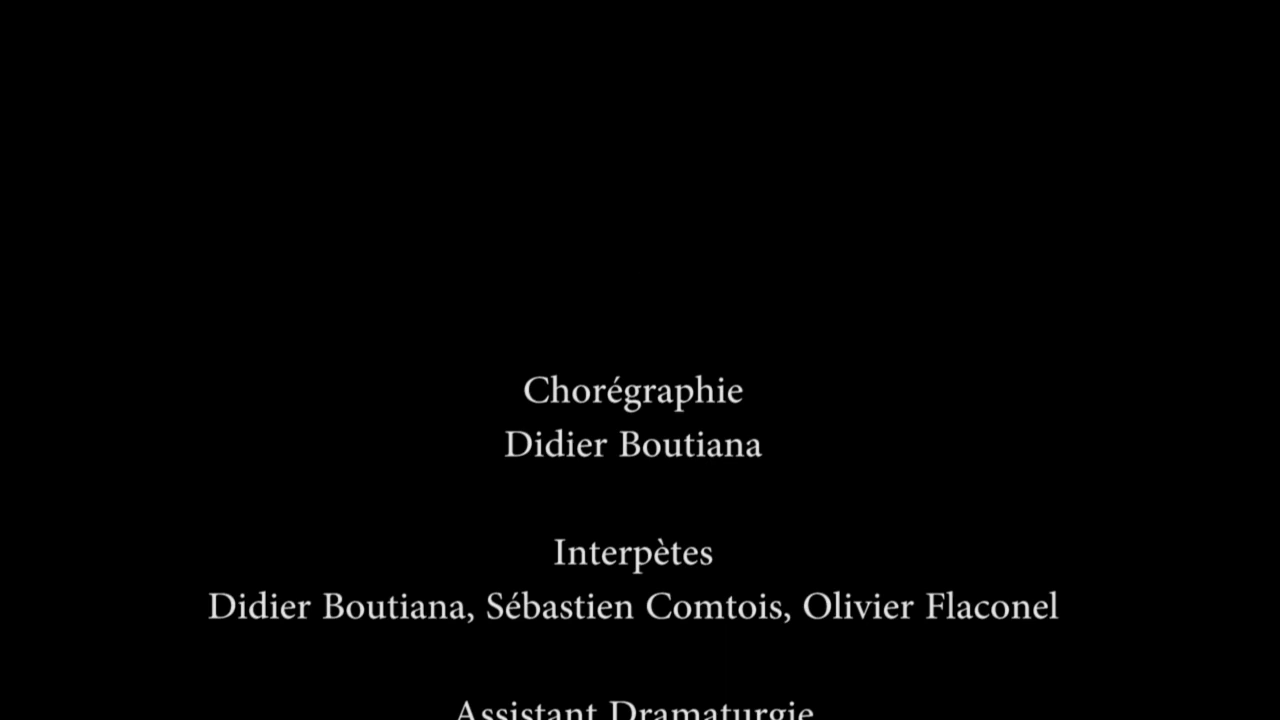 Chorégraphie
Didier Boutiana
Interpètes
Didier Boutiana, Sébastien Comtois, Olivier Flaconel
Assistant Dramaturgie